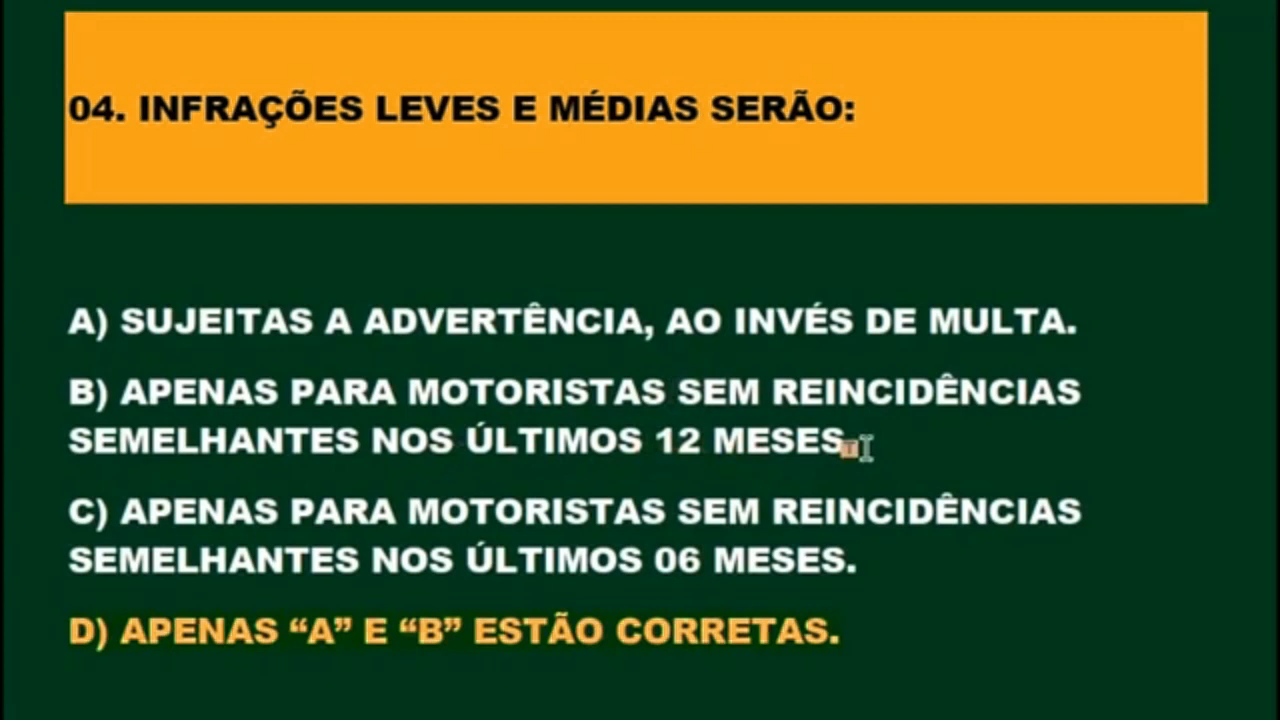 04. INFRAÇÕES LEVES E MÉDIAS SERÃO:
A) SUJEITAS A ADVERTÊNCIA, AO INVÉS DE MULTA.
B) APENAS PARA MOTORISTAS SEM REINCIDÊNCIAS
SEMELHANTES NOS ÚLTIMOS 12 MESES.
C) APENAS PARA MOTORISTAS SEM REINCIDÊNCIAS
SEMELHANTES NOS ÚLTIMOS 06 MESES.
D) APENAS “A” E “B” ESTÃO CORRETAS.